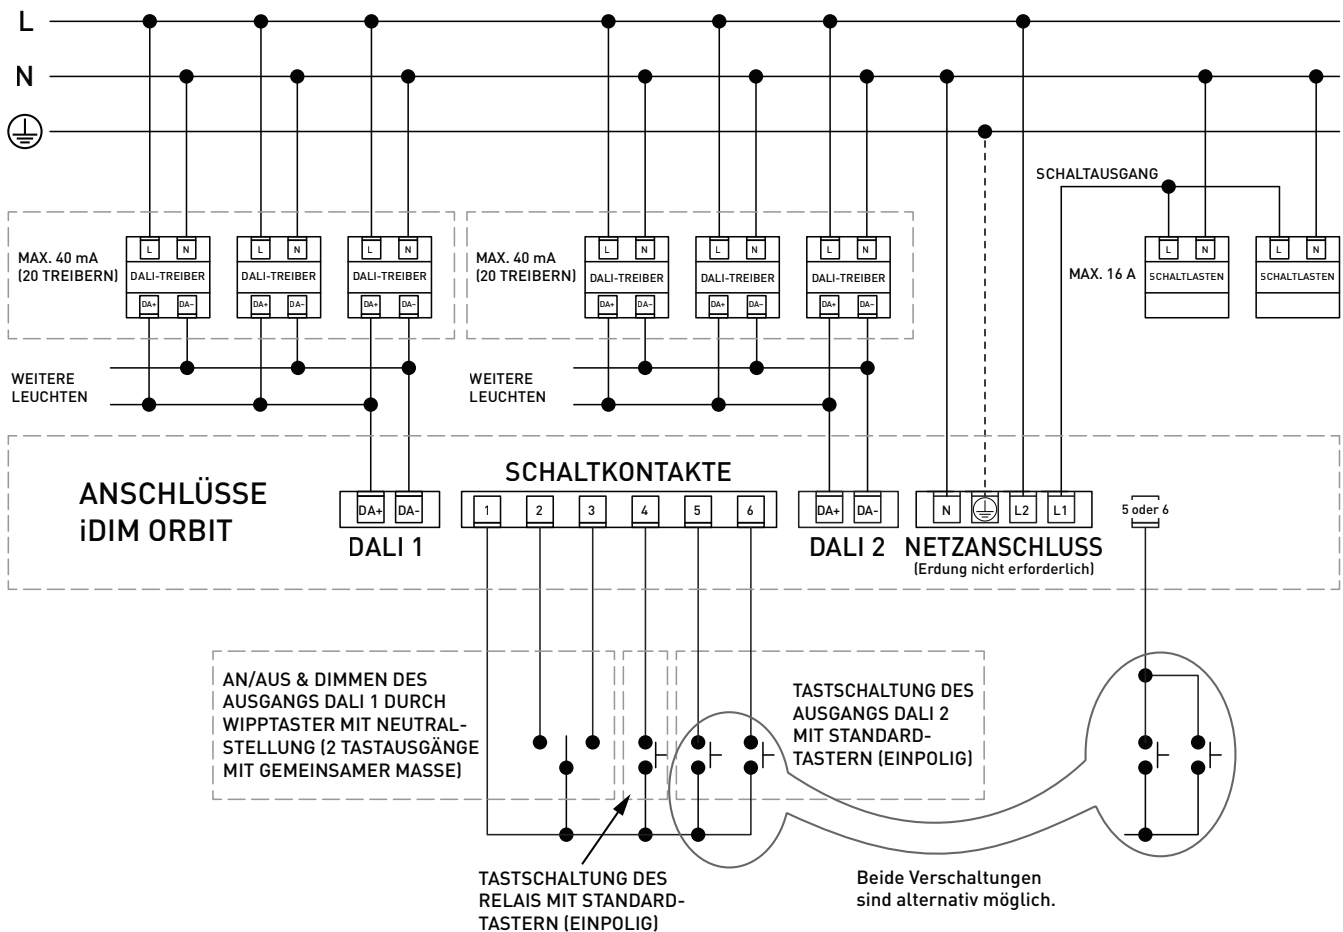 L
N
SCHALTAUSGANG
MAX. 40 mA
(20 TREIBERN)
L N
DALI-TREIBER
DA+ DA-
L N
DALI-TREIBER
DA+ DA-
L N
DALI-TREIBER
DA+ DA-
MAX. 40 mA
(20 TREIBERN)
L N
DALI-TREIBER
DA+ DA-
L N
DALI-TREIBER
DA+ DA-
L N
DALI-TREIBER
DA+ DA-
MAX. 16 A
L N
SCHALTLASTEN
L N
SCHALTLASTEN
WEITERE
LEUCHTEN
WEITERE
LEUCHTEN
ANSCHLÜSSE
iDIM ORBIT
DA+ DA-
DALI 1
SCHALTKONTAKTE
1 2 3 4 5 6
DA+ DA-
DALI 2
N L2 L1
NETZANSCHLUSS
(Erdung nicht erforderlich)
5 oder 6
AN/AUS & DIMMEN DES
AUSGANGS DALI 1 DURCH
WIPPTASTER MIT NEUTRAL-
STELLUNG (2 TASTAUSGÄNGE
MIT GEMEINSAMER MASSE)
TASTSCHALTUNG DES
AUSGANGS DALI 2
MIT STANDARD-
TASTERN (EINPOLIG)
TASTSCHALTUNG DES
RELAIS MIT STANDARD-
TASTERN (EINPOLIG)
Beide Verschaltungen
sind alternativ möglich.